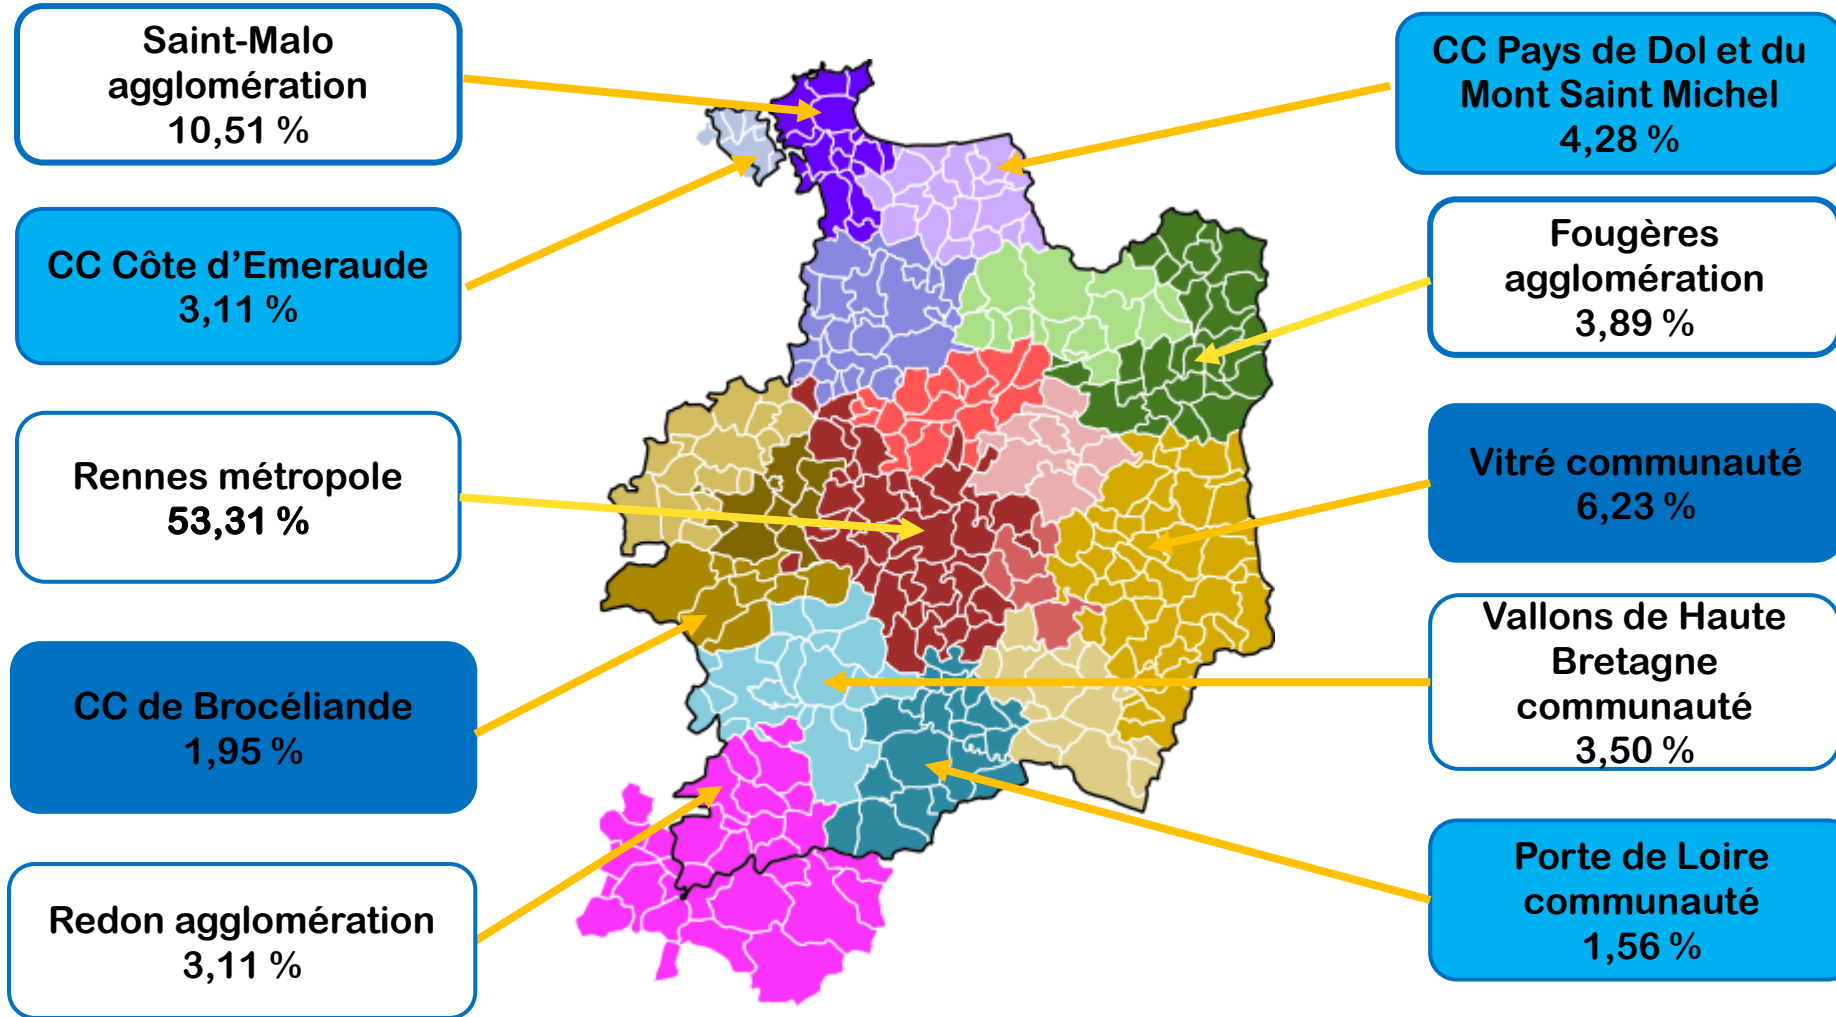 Saint-Malo
agglomération
10,51 %
CC Côte d’Emeraude
3,11 %
Rennes métropole
53,31 %
CC de Brocéliande
1,95 %
Redon agglomération
3,11 %
CC Pays de Dol et du
Mont Saint Michel
4,28 %
Fougères
agglomération
3,89 %
Vitré communauté
6,23 %
Vallons de Haute
Bretagne
communauté
3,50 %
Porte de Loire
communauté
1,56 %